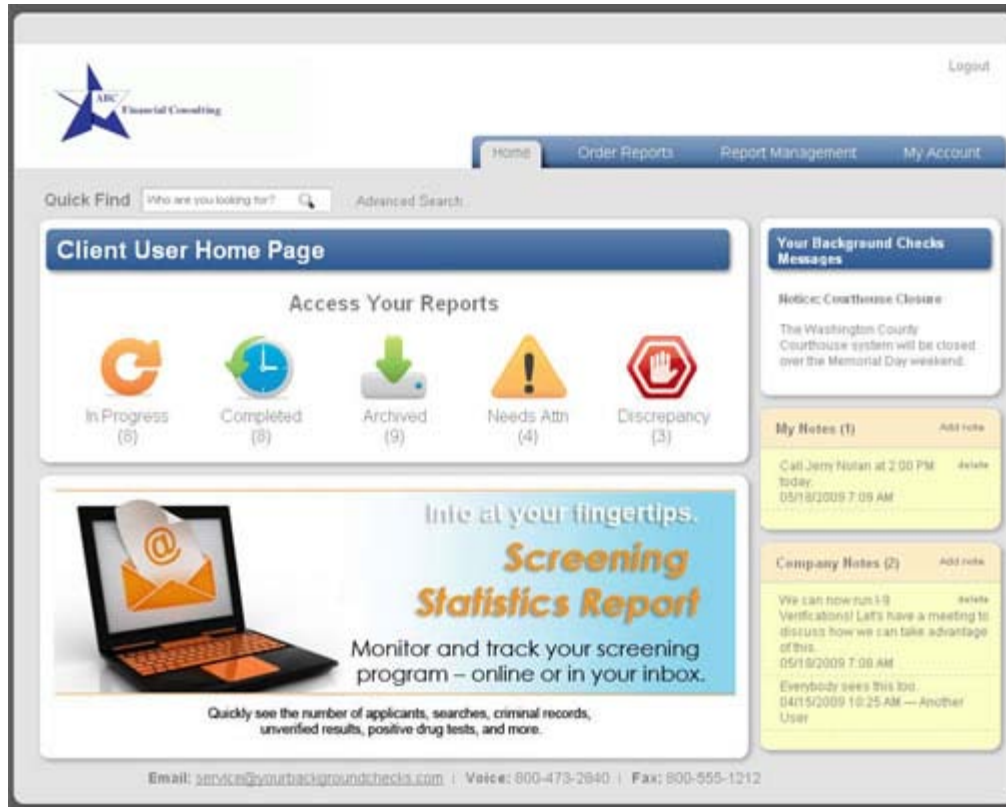 Logout
ABC
Financial Consulting
Home
Order Reports
Report Management
My Account
Quick Find
Who are you looking for?
Advanced Search
Client User Home Page
Access Your Reports
In Progress
(8)
Completed
(8)
Archived
(9)
Needs Attn
(4)
Discrepancy
(3)
Info at your fingertips.
Screening
Statistics Report
Monitor and track your screening
program – online or in your inbox.
Quickly see the number of applicants, searches, criminal records,
unverified results, positive drug tests, and more.
Your Background Checks
Messages
Notice: Courthouse Closure
The Washington County
Courthouse system will be closed
over the Memorial Day weekend.
My Notes (1)
Add note
Call Jerry Nolan at 2:00 PM
delete
today.
05/18/2009 7:09 AM
Company Notes (2)
Add note
We can now run I-9
delete
Verifications! Let's have a meeting to
discuss how we can take advantage
of this.
05/18/2009 7:08 AM
Everybody sees this too.
04/15/2009 10:25 AM — Another
User
Email: service@yourbackgroundchecks.com | Voice: 800-473-2840 | Fax: 800-555-1212